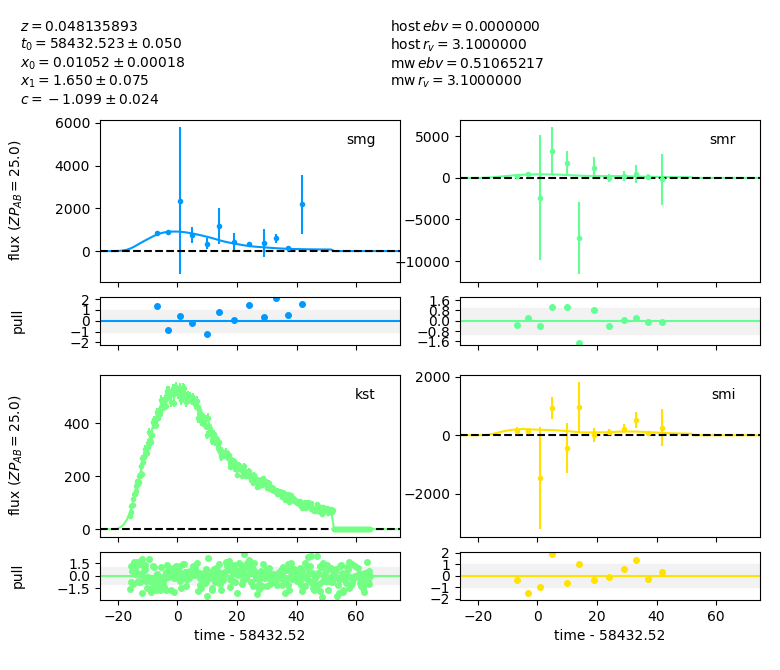 z = 0.048135893
host ebv = 0.0000000
t₀ = 58432.523 ± 0.050
host r_v = 3.1000000
x₀ = 0.01052 ± 0.00018
mw ebv = 0.51065217
x₁ = 1.650 ± 0.075
mw r_v = 3.1000000
c = −1.099 ± 0.024
flux (ZP_AB = 25.0)
6000
4000
2000
0
smg
5000
0
−5000
−10000
smr
pull
2
1
0
−1
−2
1.6
0.8
0.0
−0.8
−1.6
flux (ZP_AB = 25.0)
400
200
0
kst
2000
0
−2000
smi
pull
1.5
0.0
−1.5
2
1
0
−1
−2
−20 0 20 40 60
−20 0 20 40 60
time - 58432.52
time - 58432.52